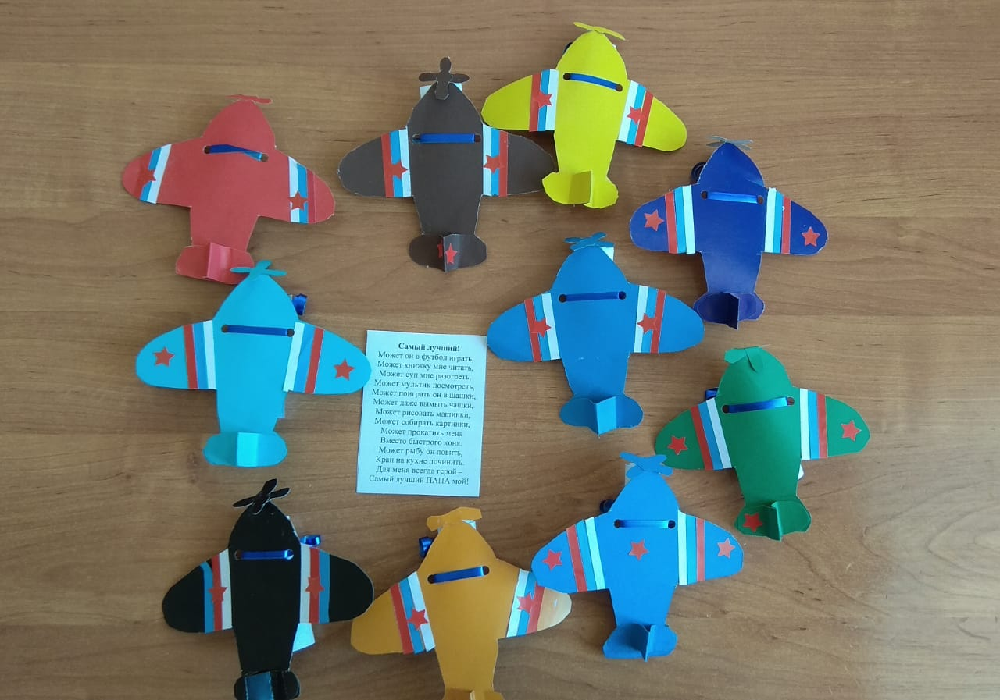 Самый лучший!
Может он в футбол играть,
Может книжку мне читать,
Может суп мне разогреть,
Может мультик посмотреть,
Может поиграть он в шашки,
Может даже вымыть чашки,
Может рисовать машинки,
Может собирать картинки,
Может прокатить меня
Вместо быстрого коня.
Может рыбу он ловить,
Кран на кухне починить.
Для меня всегда герой –
Самый лучший ПАПА мой!